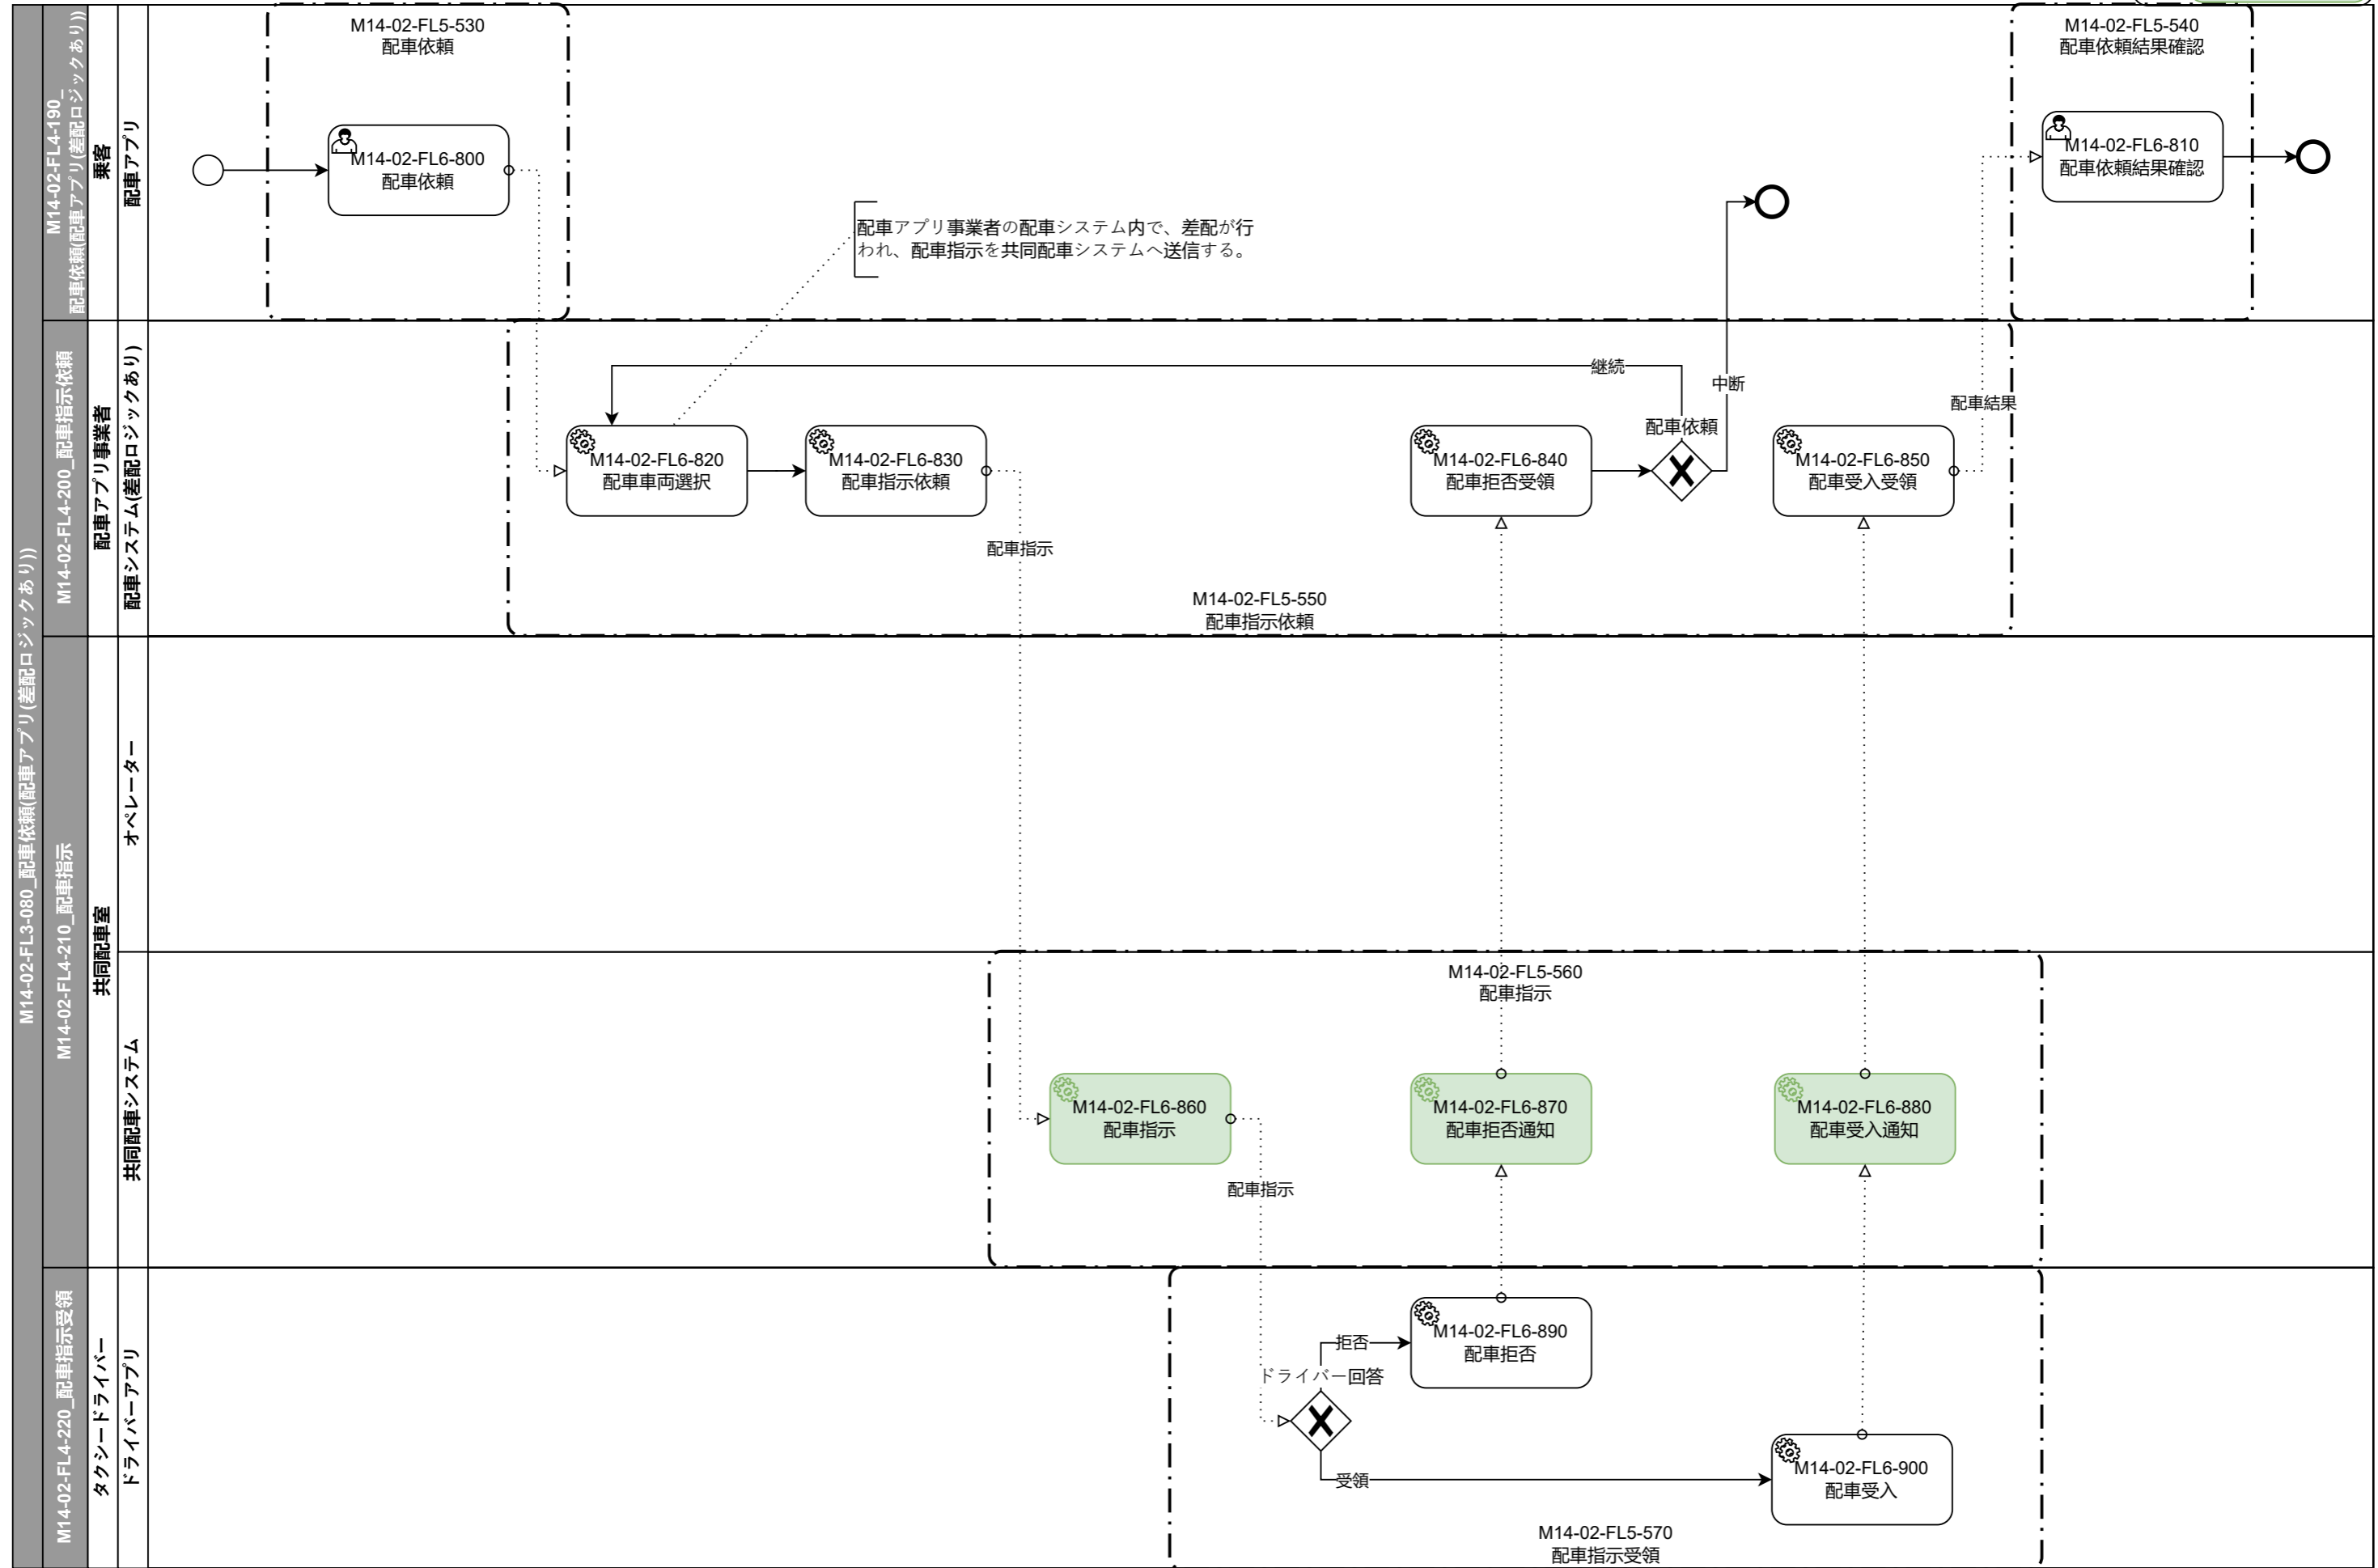 M14-02-FL3-080_配車依頼(配車アプリ(差配ロジックあり))
M14-02-FL4-190_
配車依頼(配車アプリ(差配ロジックあり))
乗客
配車アプリ
M14-02-FL5-530
配車依頼
M14-02-FL6-800
配車依頼
配車アプリ事業者の配車システム内で、差配が行
われ、配車指示を共同配車システムへ送信する。
M14-02-FL5-540
配車依頼結果確認
M14-02-FL6-810
配車依頼結果確認
M14-02-FL4-200_配車指示依頼
配車アプリ事業者
配車システム(差配ロジックあり)
継続
中断
配車結果
配車依頼
M14-02-FL6-820
配車車両選択
M14-02-FL6-830
配車指示依頼
M14-02-FL6-840
配車拒否受領
M14-02-FL6-850
配車受入受領
配車指示
M14-02-FL5-550
配車指示依頼
M14-02-FL4-210_配車指示
共同配車室
オペレーター
共同配車システム
M14-02-FL5-560
配車指示
M14-02-FL6-860
配車指示
M14-02-FL6-870
配車拒否通知
M14-02-FL6-880
配車受入通知
配車指示
M14-02-FL4-220_配車指示受領
タクシードライバー
ドライバーアプリ
拒否
ドライバー回答
M14-02-FL6-890
配車拒否
受領
M14-02-FL6-900
配車受入
M14-02-FL5-570
配車指示受領